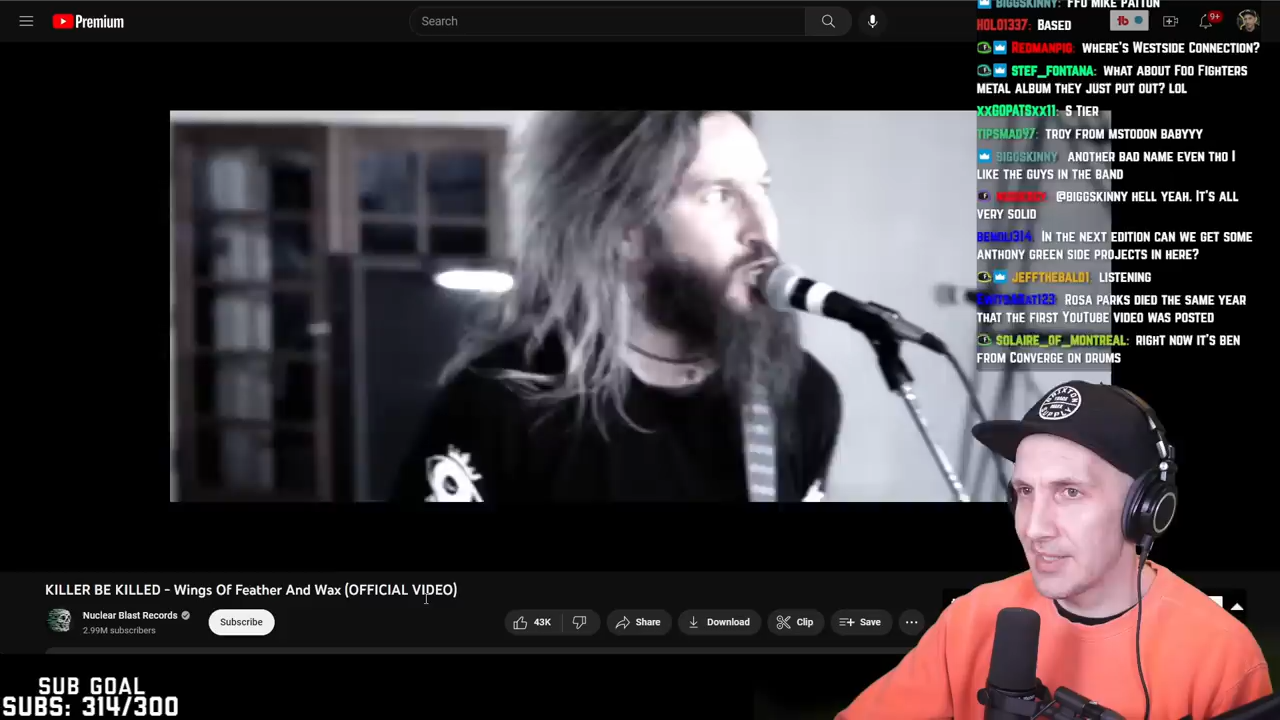 Premium
Search
9+
BIGGSKINNY: FFO MIKE PATTON
HOLO1337: BASED
fb
REDMANPIG: WHERE'S WESTSIDE CONNECTION?
STEF_FONTANA: WHAT ABOUT FOO FIGHTERS
METAL ALBUM THEY JUST PUT OUT? LOL
XXGOPATSXX11: S TIER
TIPSMAD97: TROY FROM MSTODON BABYYY
BIGGSKINNY: ANOTHER BAD NAME EVEN THO I
LIKE THE GUYS IN THE BAND
@BIGGSKINNY HELL YEAH. IT'S ALL
VERY SOLID
BEMOLI314: IN THE NEXT EDITION CAN WE GET SOME
ANTHONY GREEN SIDE PROJECTS IN HERE?
JEFFTHEBALD1: LISTENING
ROSA PARKS DIED THE SAME YEAR
THAT THE FIRST YOUTUBE VIDEO WAS POSTED
SOLAIRE_OF_MONTREAL: RIGHT NOW IT'S BEN
FROM CONVERGE ON DRUMS
BRIXTON
SUPPLY
KILLER BE KILLED - Wings Of Feather And Wax (OFFICIAL VIDEO)
Nuclear Blast Records
2.99M subscribers
Subscribe
43K
Share
Download
Clip
Save
SUB GOAL
SUBS: 314/300